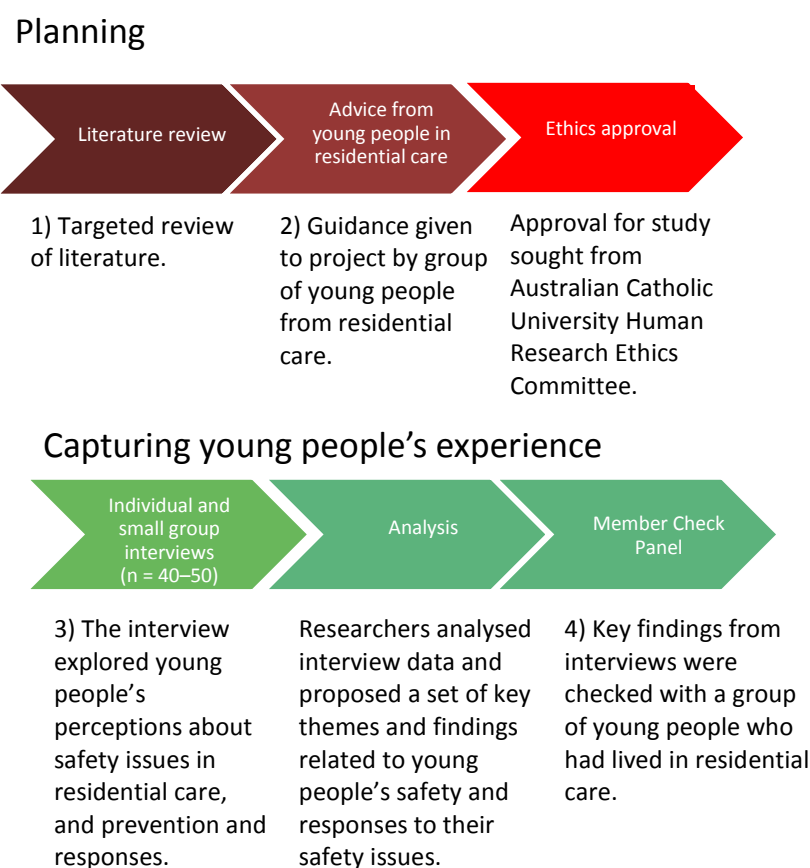 Planning
Literature review
Advice from
young people in
residential care
Ethics approval
1) Targeted review
of literature.
2) Guidance given
to project by group
of young people
from residential
care.
Approval for study
sought from
Australian Catholic
University Human
Research Ethics
Committee.
Capturing young people’s experience
Individual and
small group
interviews
(n = 40–50)
Analysis
Member Check
Panel
3) The interview
explored young
people’s
perceptions about
safety issues in
residential care,
and prevention and
responses.
Researchers analysed
interview data and
proposed a set of key
themes and findings
related to young
people’s safety and
responses to their
safety issues.
4) Key findings from
interviews were
checked with a group
of young people who
had lived in residential
care.